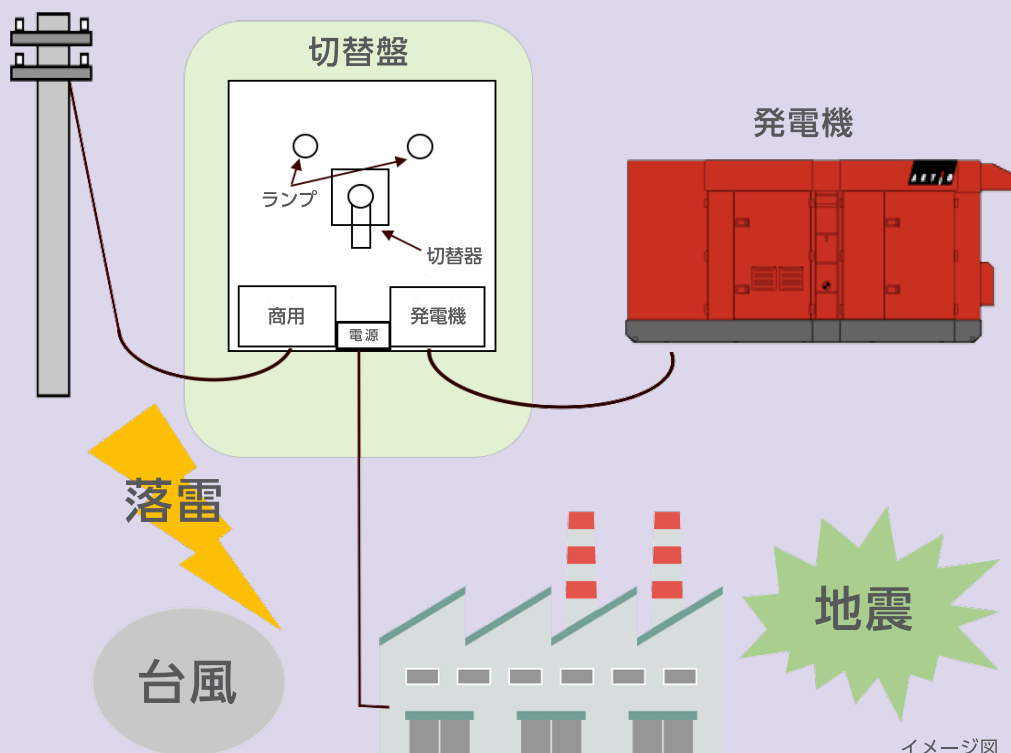 切替盤
発電機
ランプ
切替器
商用
電源
発電機
落雷
地震
台風
イメージ図